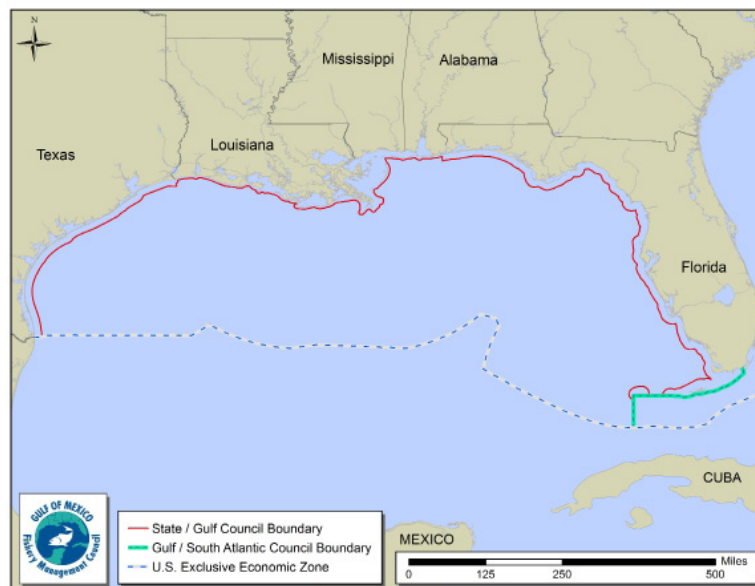 Mississippi
Alabama
Louisiana
Texas
Florida
CUBA
MEXICO
GULF OF MEXICO
Fishery Management Council
State / Gulf Council Boundary
Gulf / South Atlantic Council Boundary
U.S. Exclusive Economic Zone
Miles
0 125 250 500